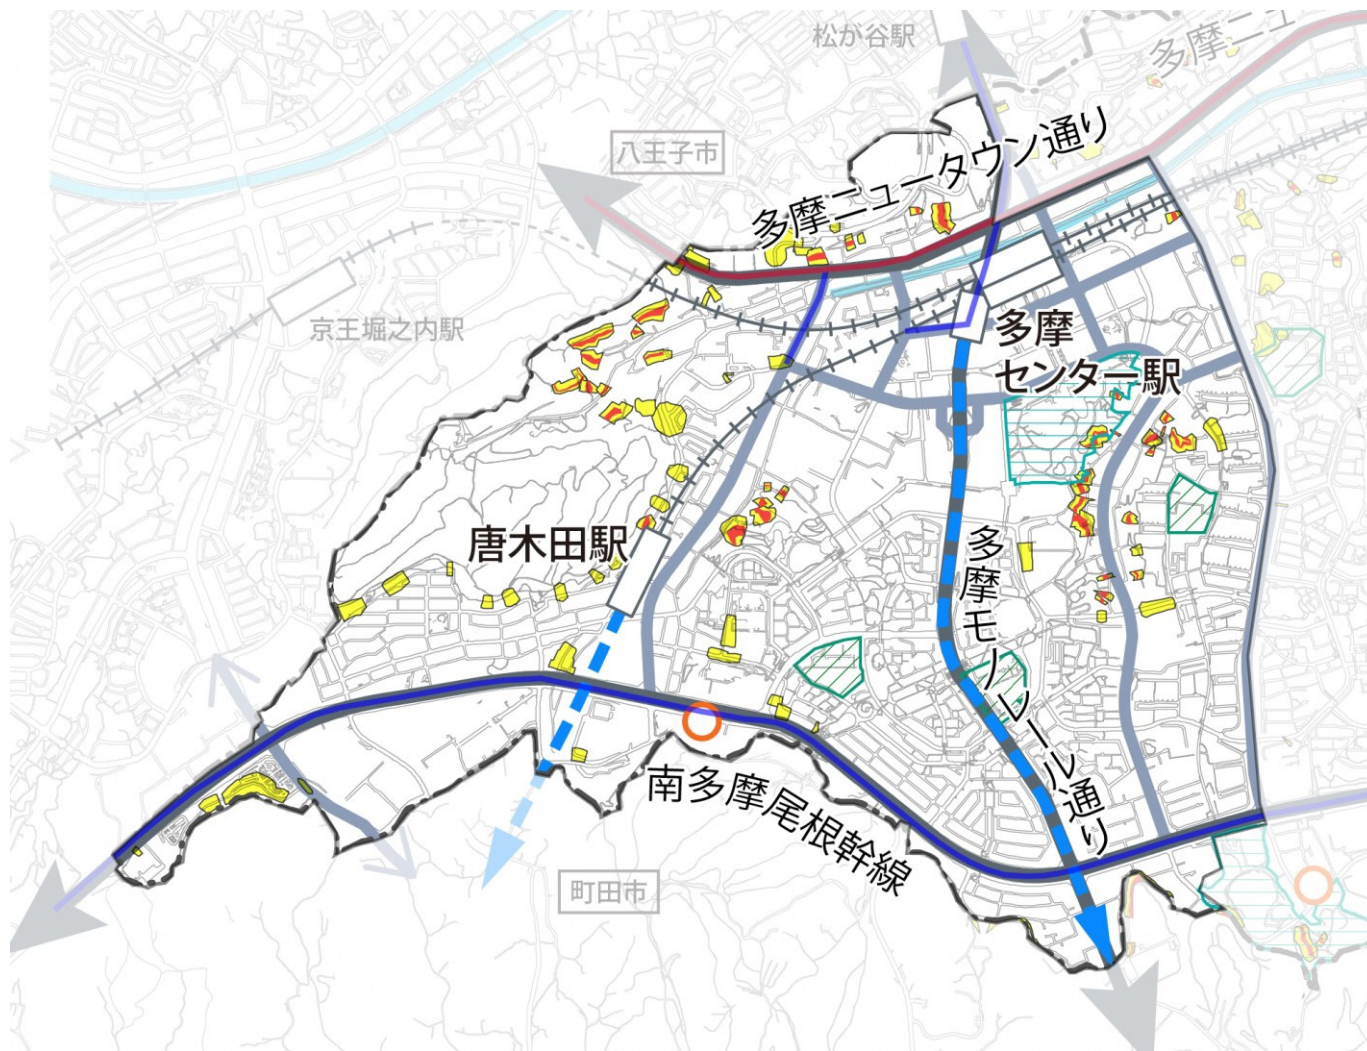 松が谷駅
多摩ニュ
八王子市
多摩ニュータウン通り
京王堀之内駅
多摩
センター駅
唐木田駅
多摩モノレール通り
南多摩尾根幹線
町田市